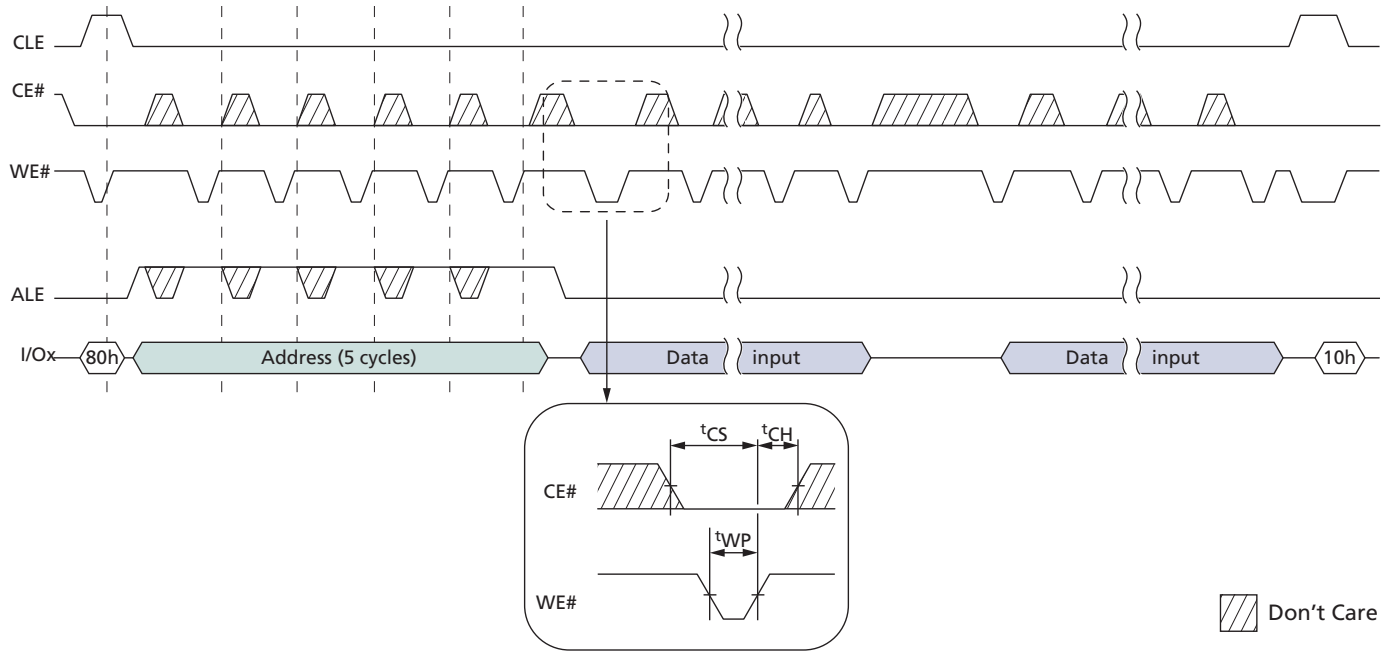 CLE
CE#
WE#
ALE
I/Ox 80h Address (5 cycles) Data input Data input 10h
tCS tCH
CE#
tWP
WE#
Don't Care